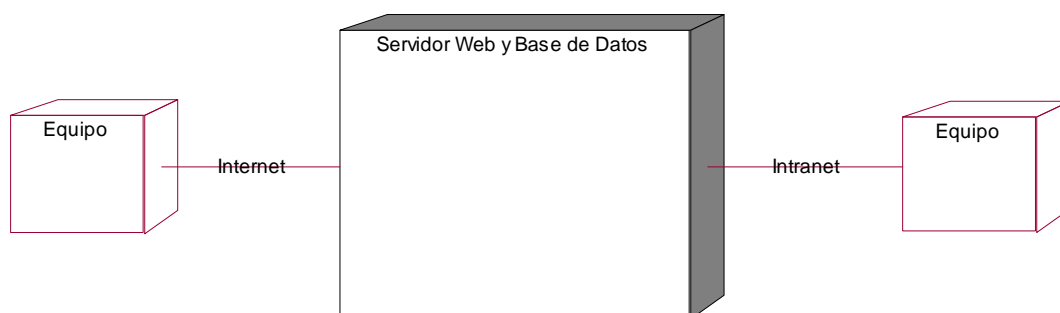 Servidor Web y Base de Datos
Equipo
Internet
Intranet
Equipo